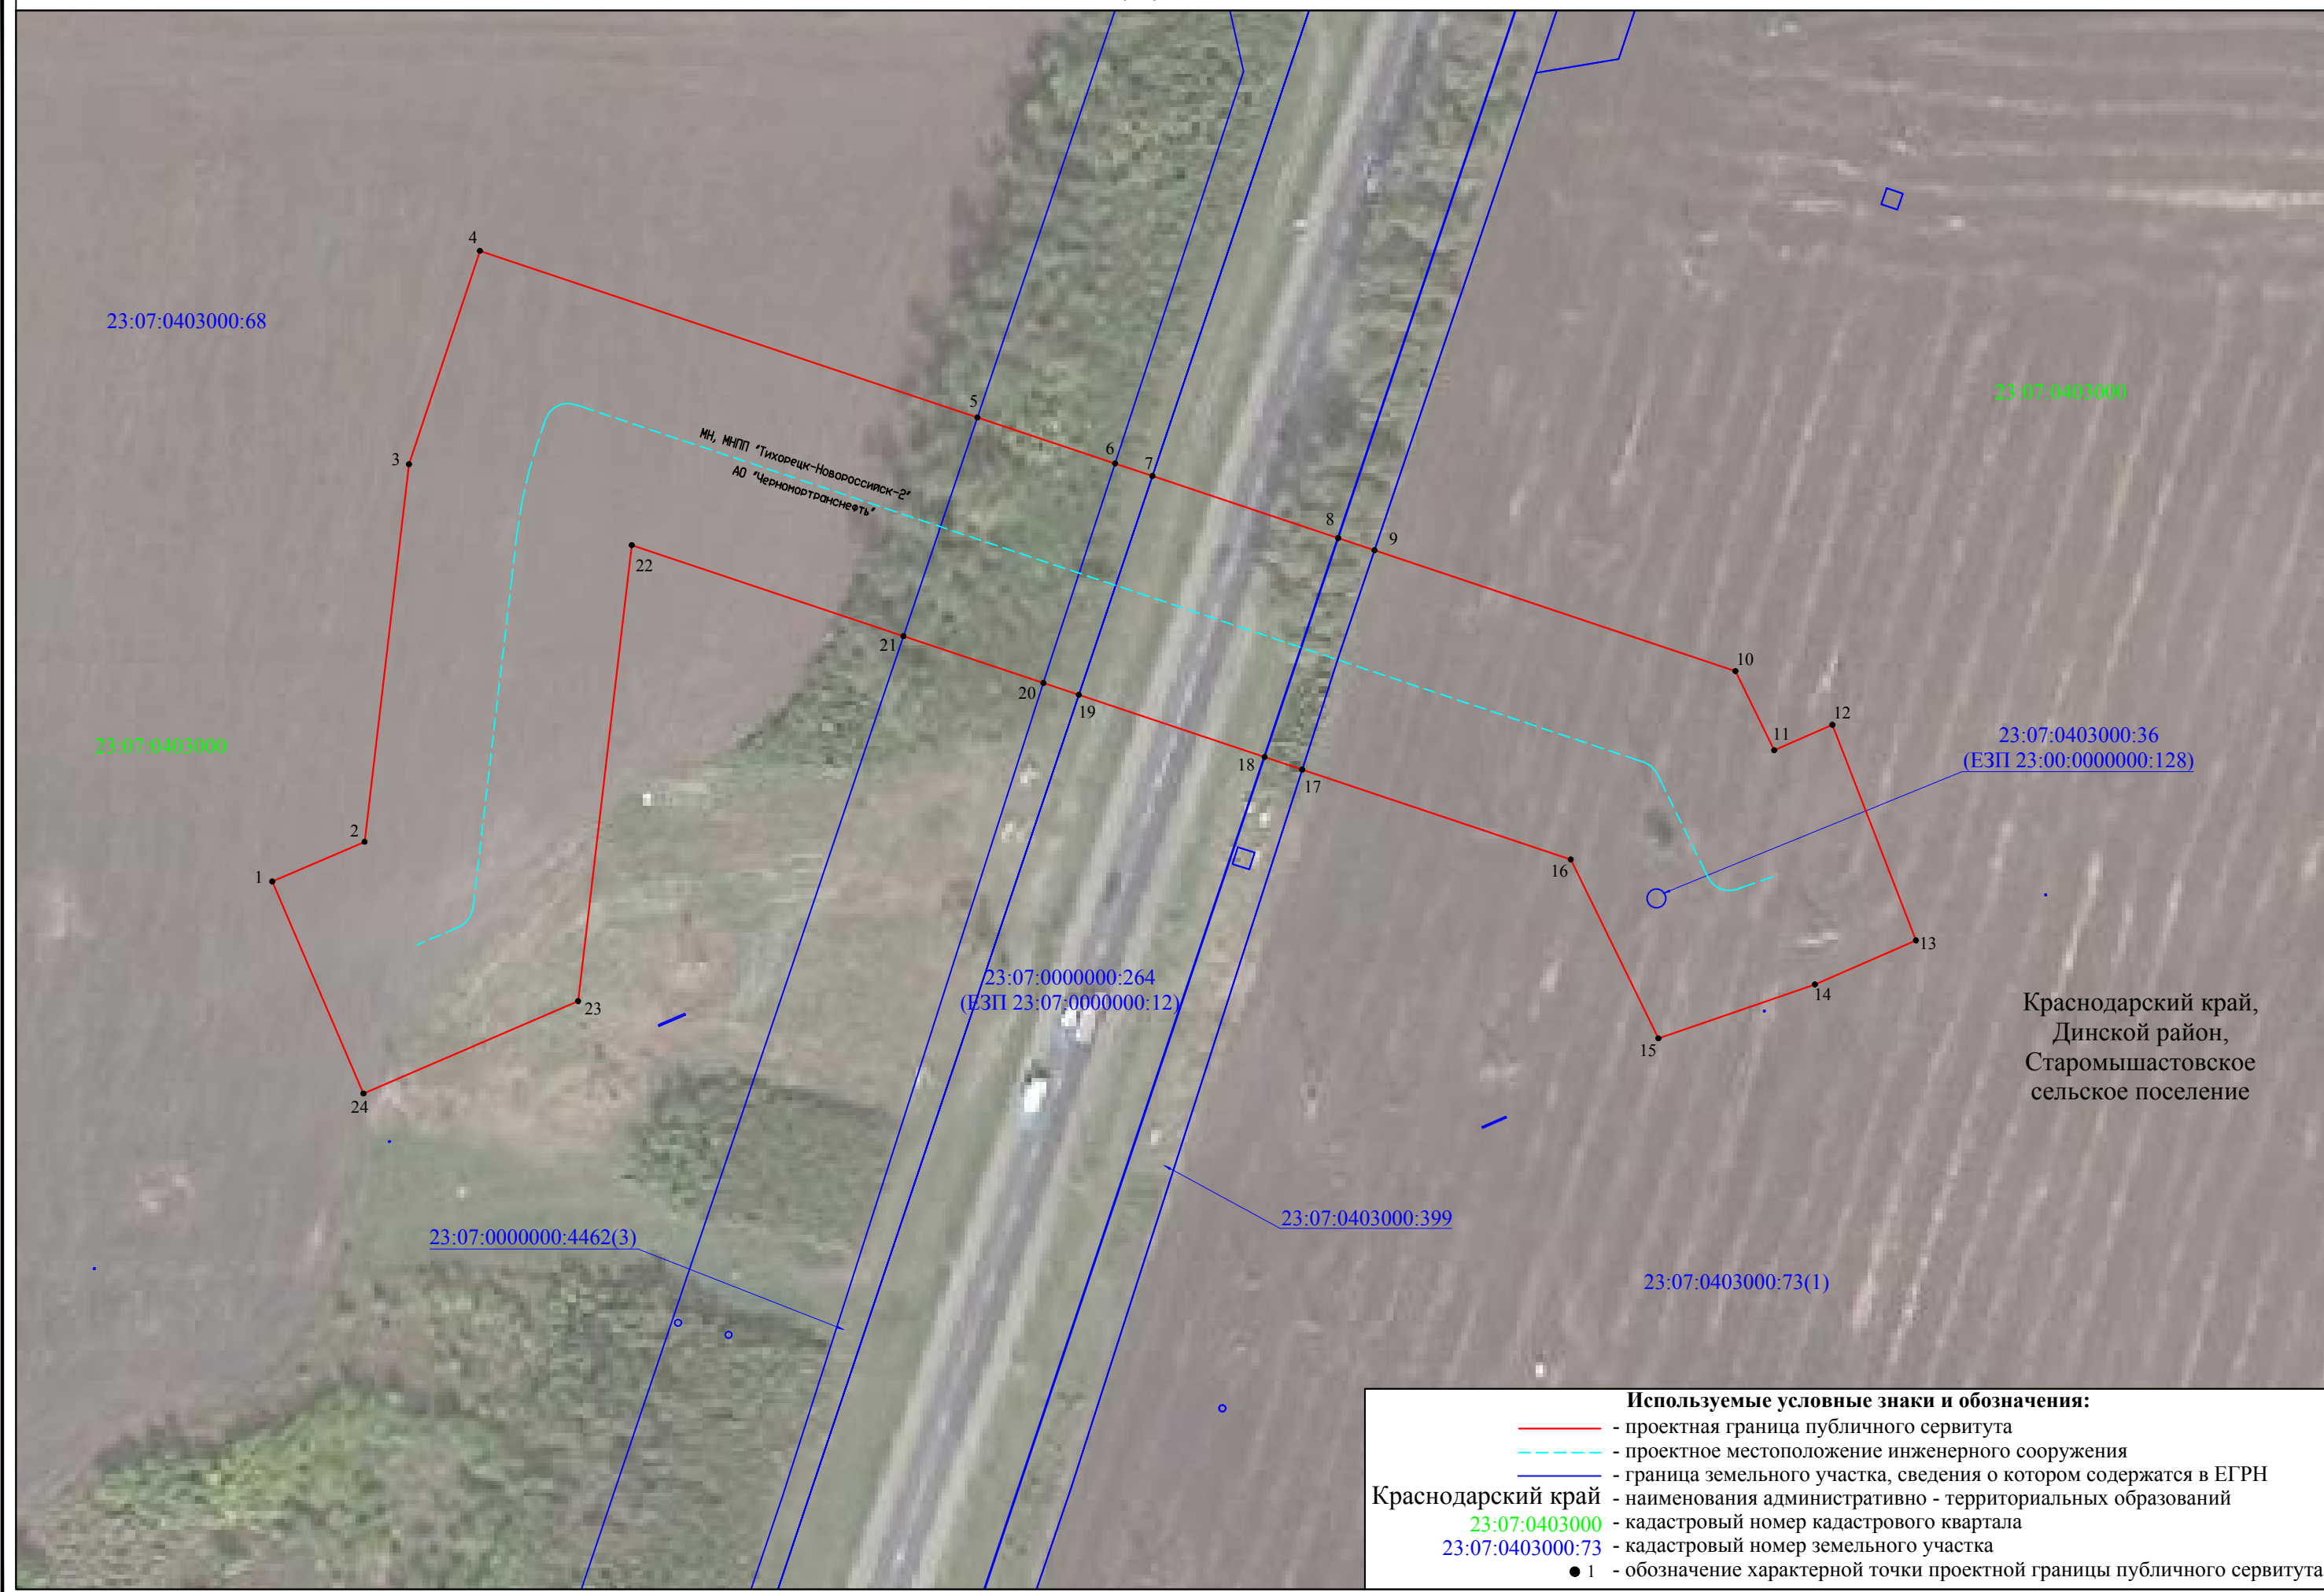 4
23:07:0403000:68
23:07:0403000
5
3
МН, МНПП "Тихорецк-Новороссийск-2"
АО "Черномортранснефть"
6
7
8
9
22
21
10
20
19
12
11
23:07:0403000:36
(ЕЗП 23:00:0000000:128)
23:07:0403000
18
17
2
16
1
13
23:07:0000000:264
(ЕЗП 23:07:0000000:12)
14
23
Краснодарский край,
Динской район,
Старомышастовское
сельское поселение
15
24
23:07:0403000:399
23:07:0000000:4462(3)
23:07:0403000:73(1)
Используемые условные знаки и обозначения:
- проектная граница публичного сервитута
- проектное местоположение инженерного сооружения
- граница земельного участка, сведения о котором содержатся в ЕГРН
Краснодарский край - наименования административно - территориальных образований
23:07:0403000 - кадастровый номер кадастрового квартала
23:07:0403000:73 - кадастровый номер земельного участка
1 - обозначение характерной точки проектной границы публичного сервитута